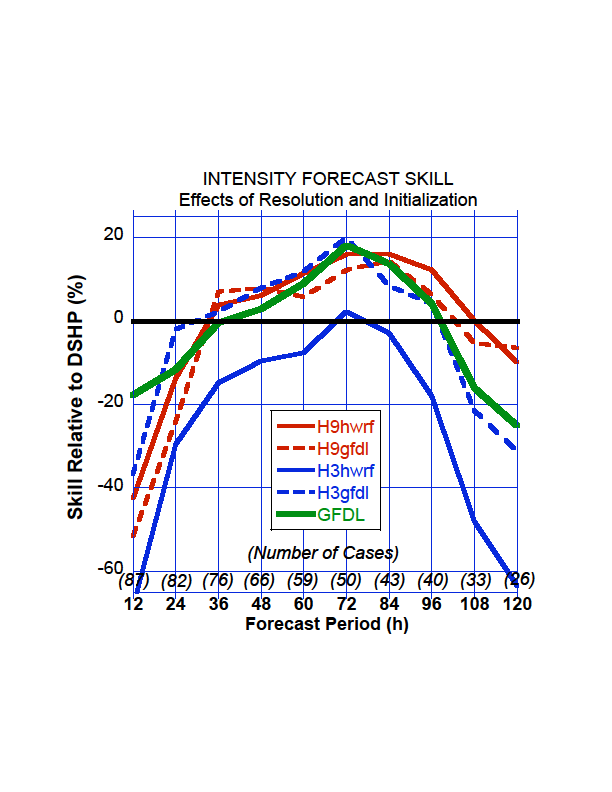 INTENSITY FORECAST SKILL
Effects of Resolution and Initialization
Skill Relative to DSHP (%)
20
0
-20
-40
-60
H9hwrf
H9gfdl
H3hwrf
H3gfdl
GFDL
(Number of Cases)
(87) (82) (76) (66) (59) (50) (43) (40) (33) (26)
12 24 36 48 60 72 84 96 108 120
Forecast Period (h)